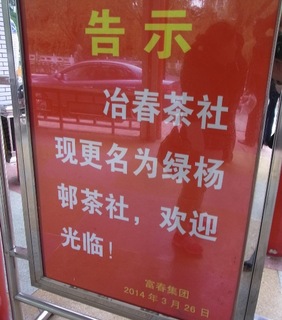 告示
冶春茶社
现更名为绿杨
邨茶社，欢迎
光临！
富春集团
2014年3月26日